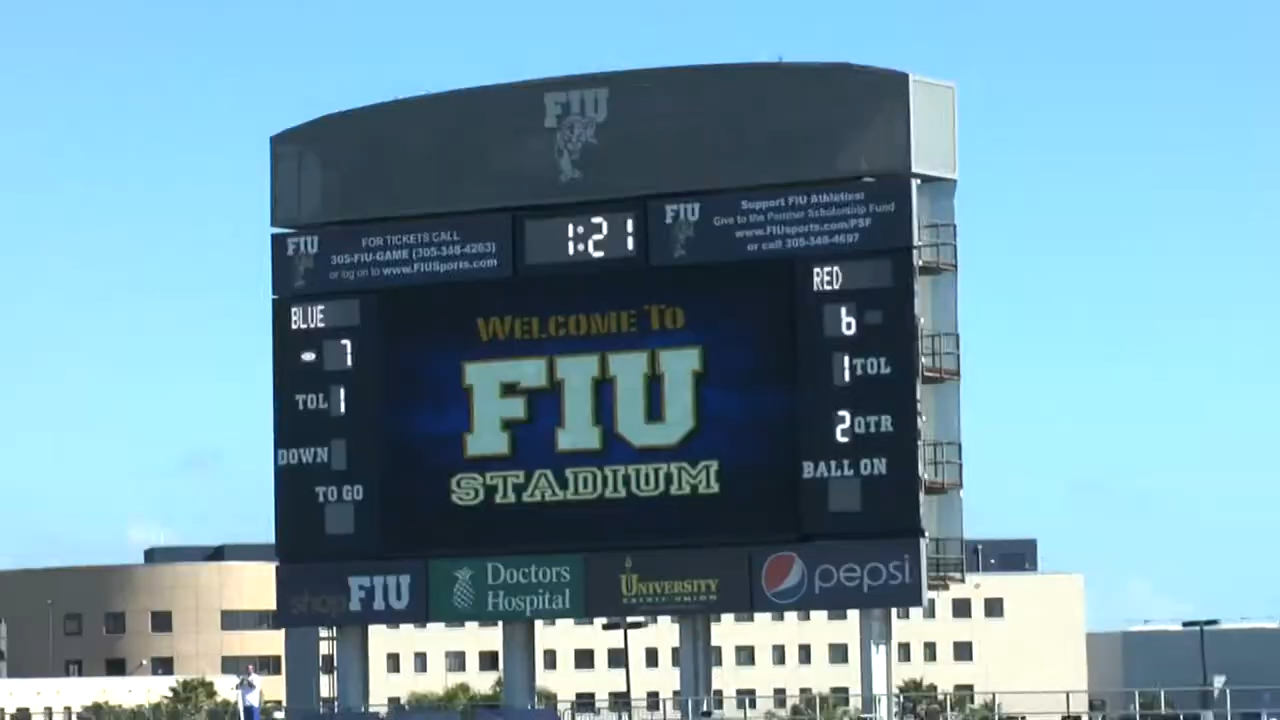 FIU
FOR TICKETS CALL
305-FIU-GAME (305-348-4263)
or log on to www.FIUSports.com
FIU
1:21
FIU
Support FIU Athletics!
Give to the Panther Scholarship Fund
www.FIUsports.com/PSF
or call 305-348-4697
BLUE
7
TOL 1
DOWN
TO GO
WELCOME TO
FIU
STADIUM
RED
6
1 TOL
2 QTR
BALL ON
shop FIU
Doctors
Hospital
UNIVERSITY
CREDIT UNION
pepsi